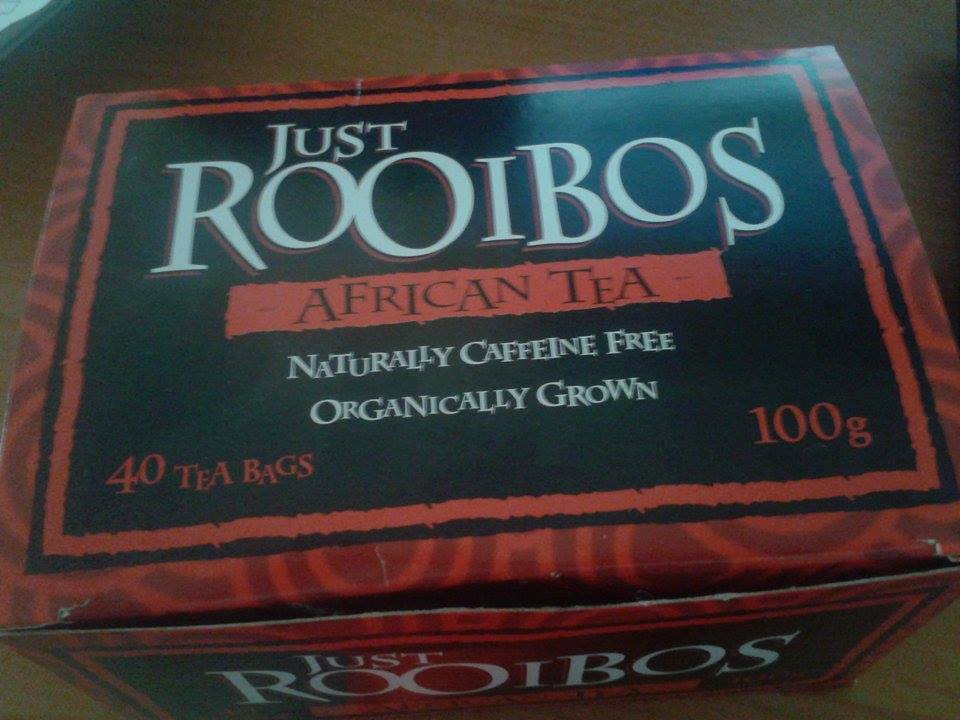 JUST
ROOIBOS
- AFRICAN TEA -
NATURALLY CAFFEINE FREE
ORGANICALLY GROWN
100g
40 TEA BAGS
JUST
ROOIBOS